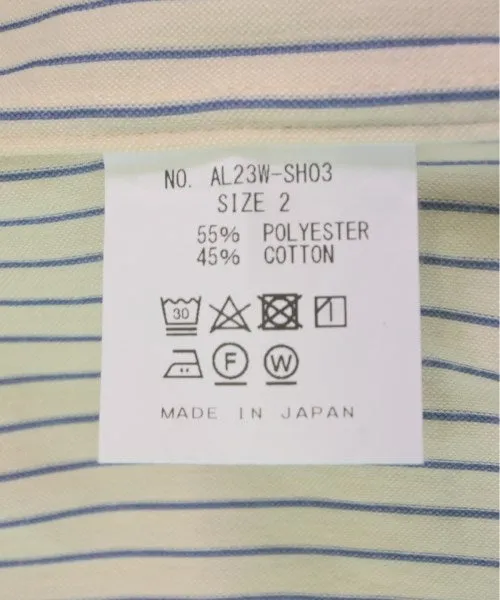 NO. AL23W-SH03
SIZE 2
55% POLYESTER
45% COTTON
30
F W
MADE IN JAPAN